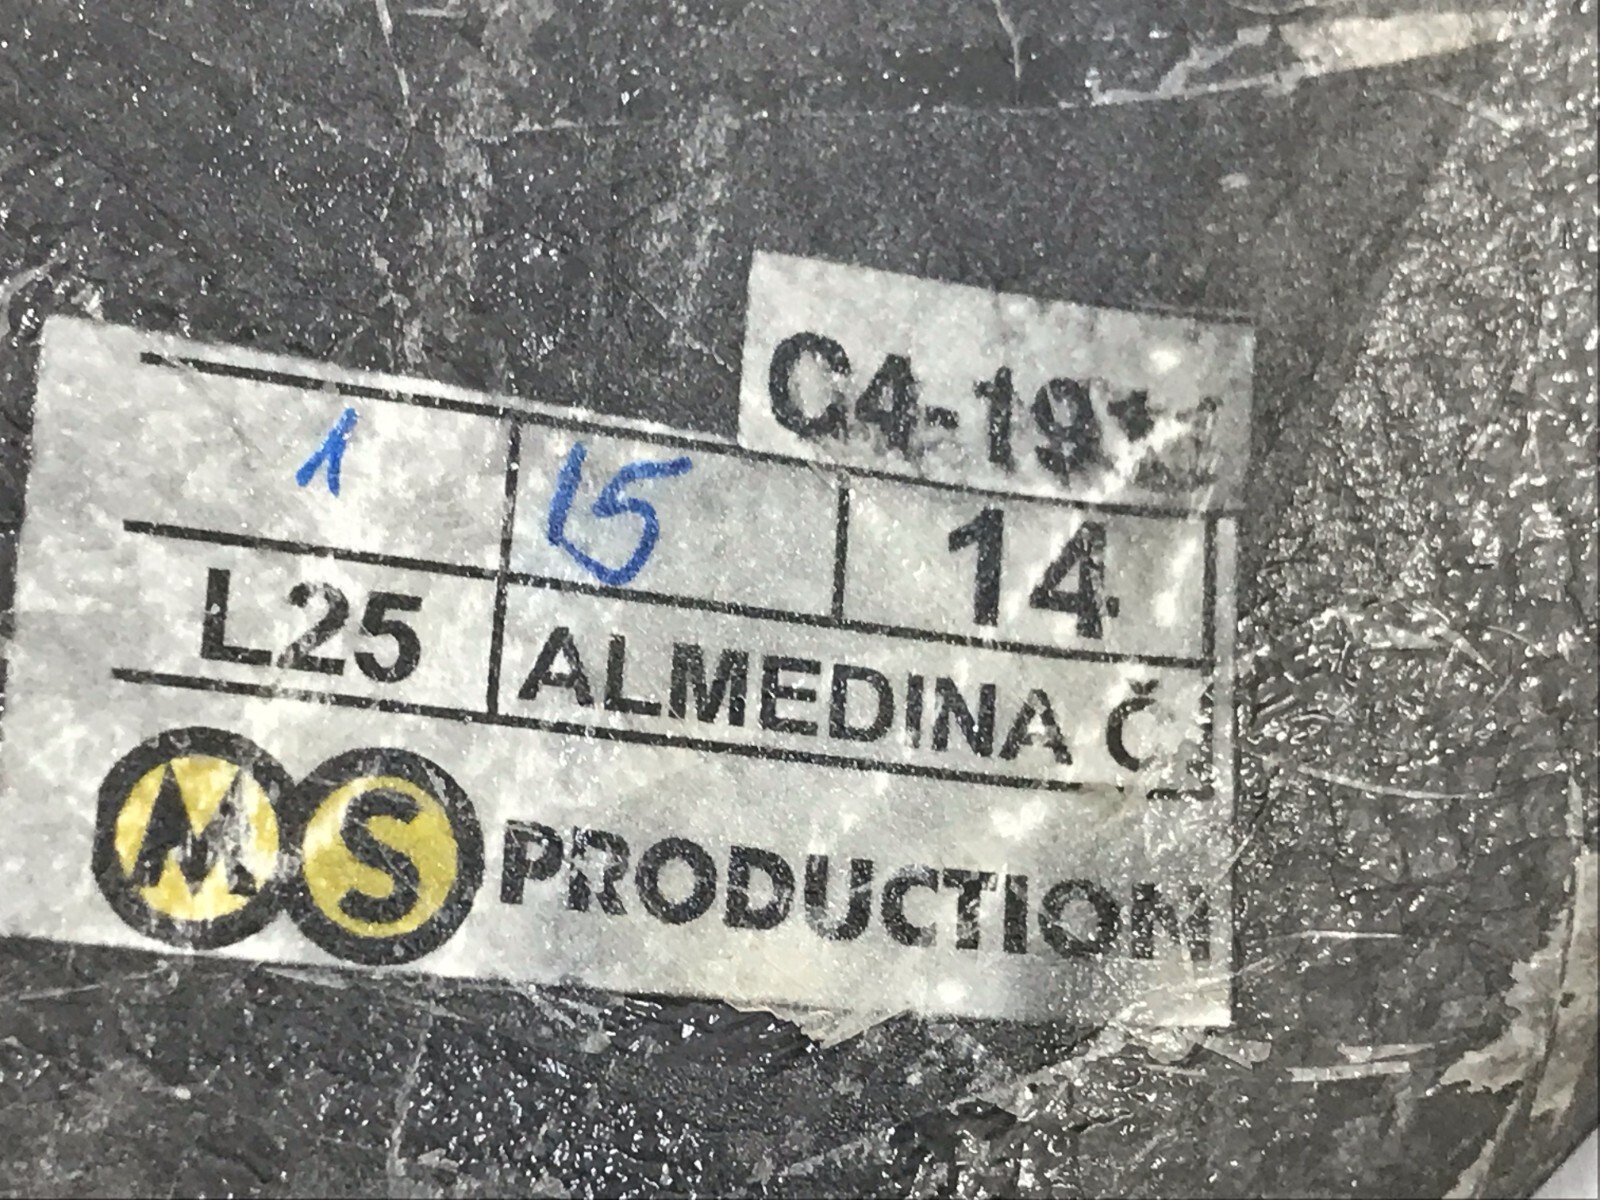 C4-19*
1 15 14
L25 ALMEDINA Č
MS PRODUCTION